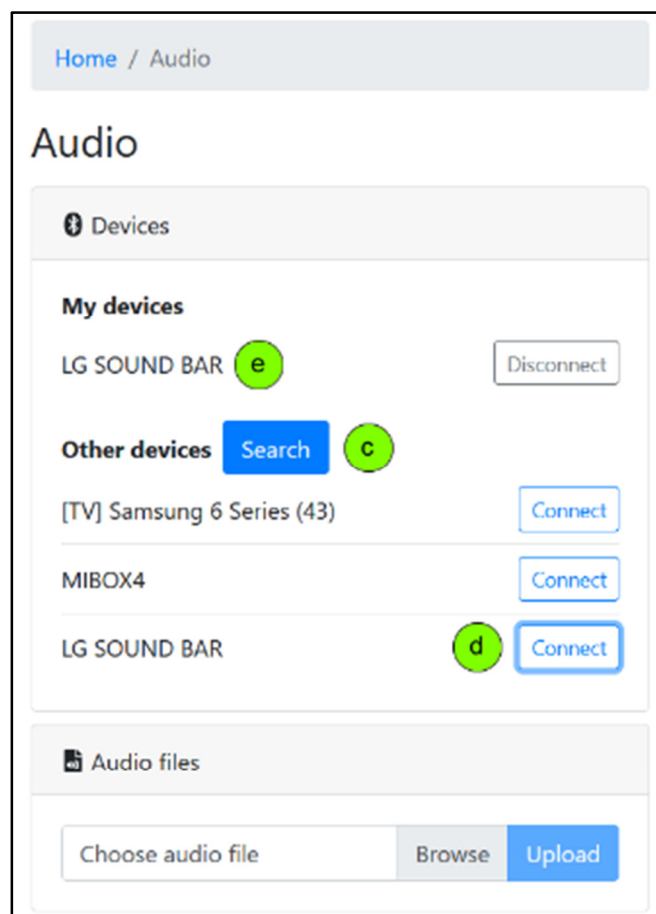 Home / Audio
Audio
Devices
My devices
LG SOUND BAR e Disconnect
Other devices Search c
[TV] Samsung 6 Series (43) Connect
MIBOX4 Connect
LG SOUND BAR d Connect
Audio files
Choose audio file Browse Upload